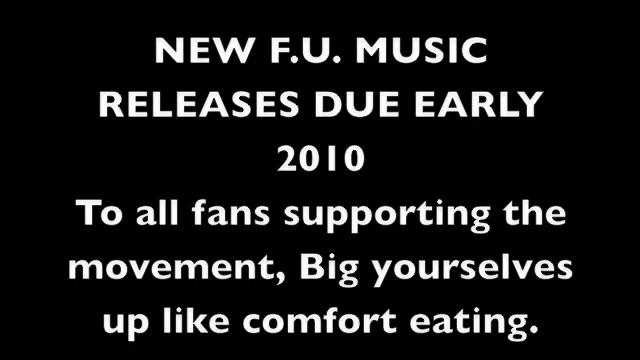 NEW F.U. MUSIC
RELEASES DUE EARLY
2010
To all fans supporting the
movement, Big yourselves
up like comfort eating.